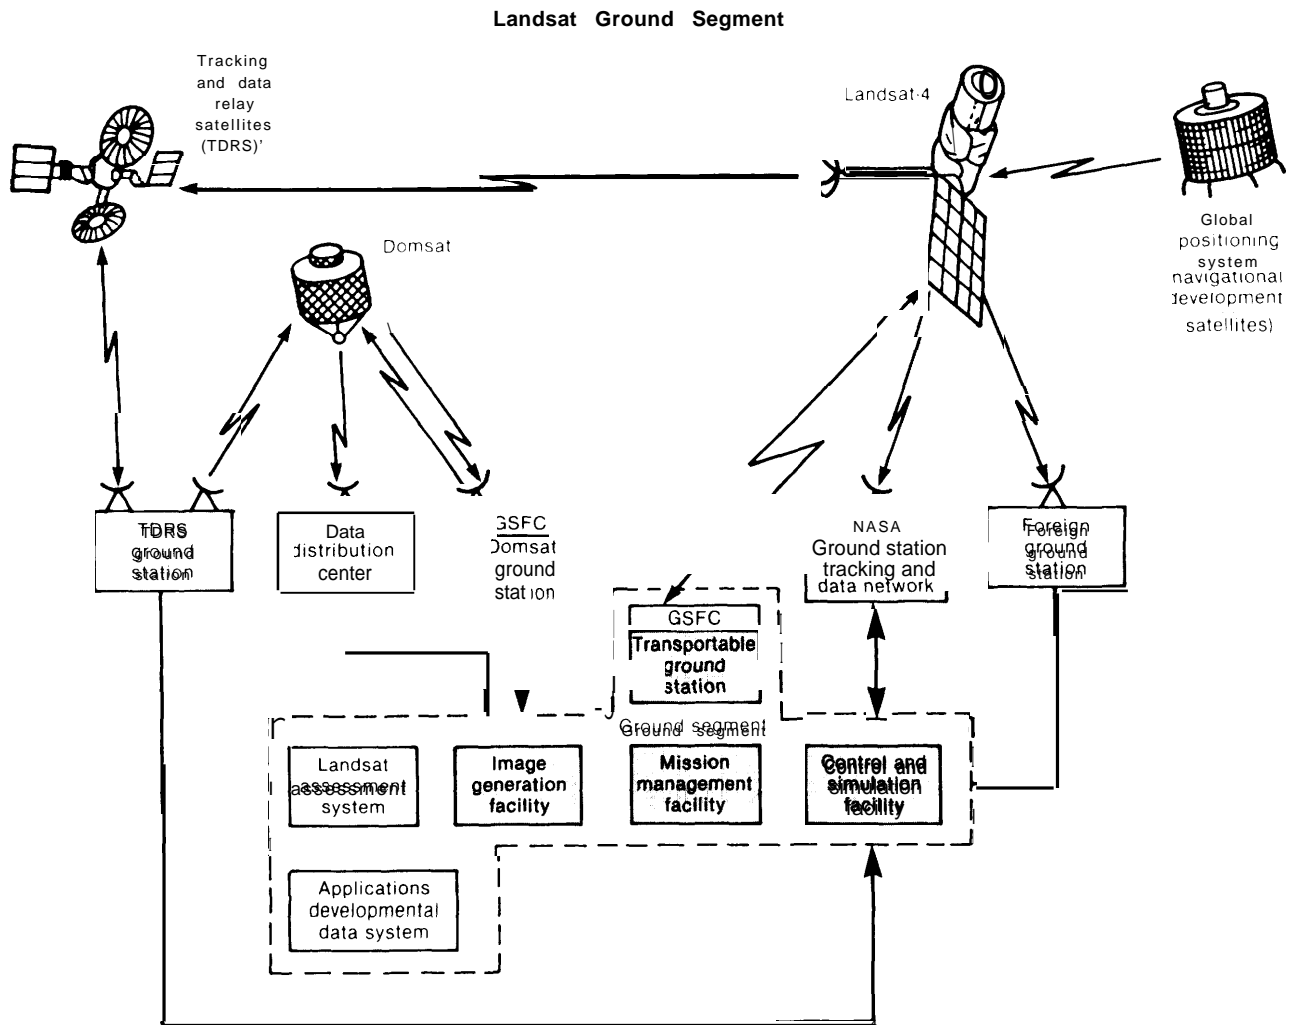 Landsat Ground Segment
Tracking
and data
relay
satellites
(TDRS)'
Landsat-4
Domsat
Global
positioning
system
navigational
development
satellites)
TDRS
ground
station
Data
distribution
center
GSFC
Domsat
ground
station
NASA
Ground station
tracking and
data network
Foreign
ground
station
GSFC
Transportable
ground
station
Ground segment
Landsat
assessment
system
Image
generation
facility
Mission
management
facility
Control and
simulation
facility
Applications
developmental
data system